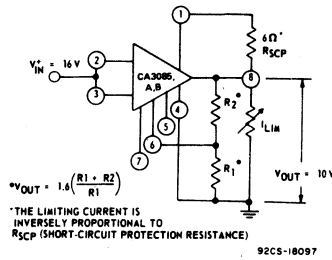 1
6Ω*
RSCP
V+IN = 16 V
2
3
CA3085,
A,B
8
R2*
4
5
6
7
ILIM
R1*
VOUT = 10 V
*VOUT = 1.6 (R1 + R2 / R1)
*THE LIMITING CURRENT IS
INVERSELY PROPORTIONAL TO
RSCP (SHORT-CIRCUIT PROTECTION RESISTANCE)
92CS-18097